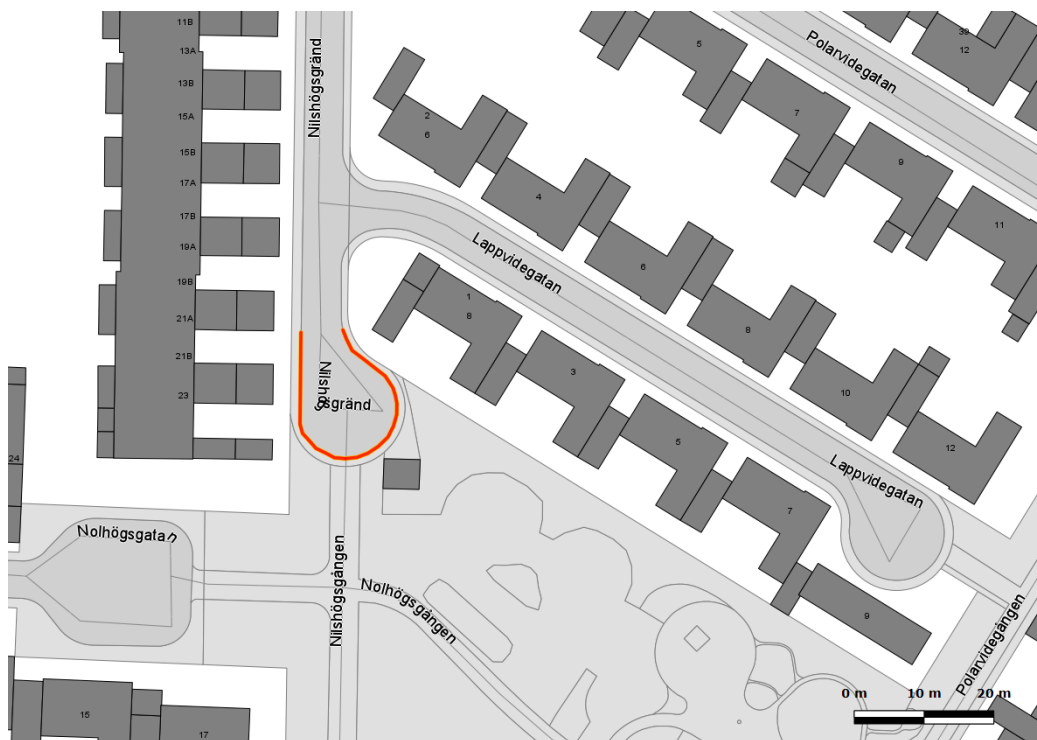 11B
13A
13B
15A
15B
17A
17B
19A
19B
21A
21B
23
24
Nilshögsgränd
Nilshögsgränd
Polarvidegatan
5
7
9
11
39
12
2
6
4
6
8
10
12
Lappvidegatan
Lappvidegatan
1
8
3
5
7
9
Nolhögsgatan
Nilshögsgången
Nolhögsgången
Polarvidegången
15
17
0 m 10 m 20 m